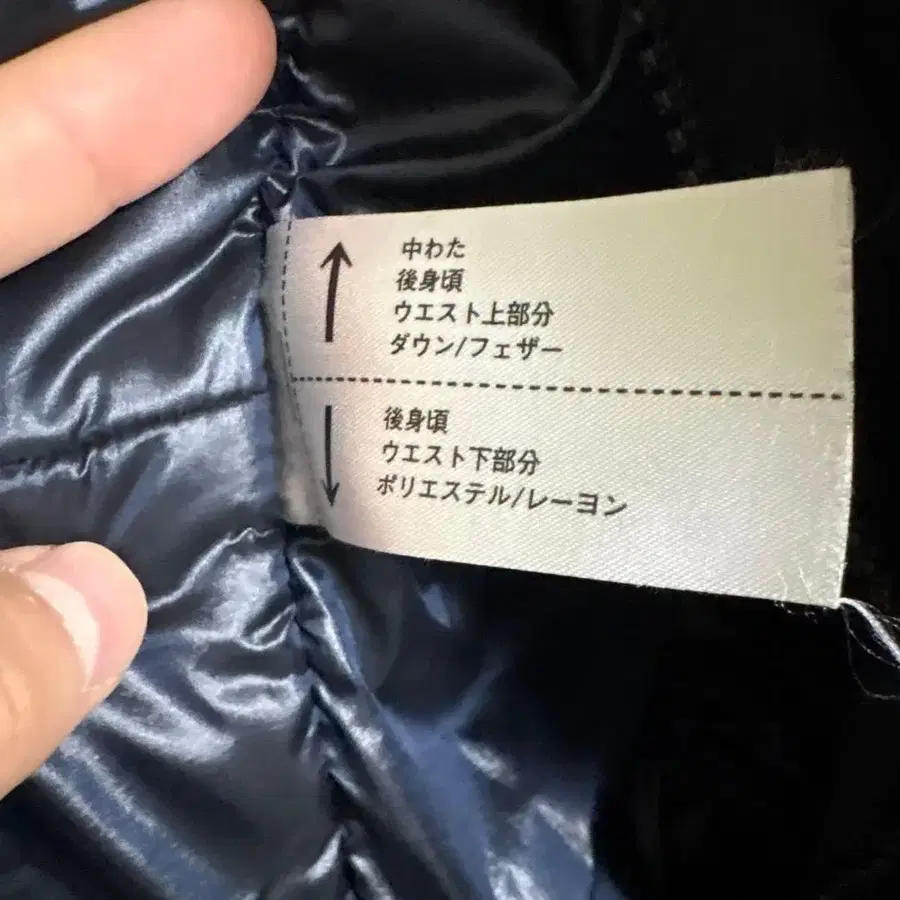 中わた
後身頃
ウエスト上部分
ダウン/フェザー
後身頃
ウエスト下部分
ポリエステル/レーヨン